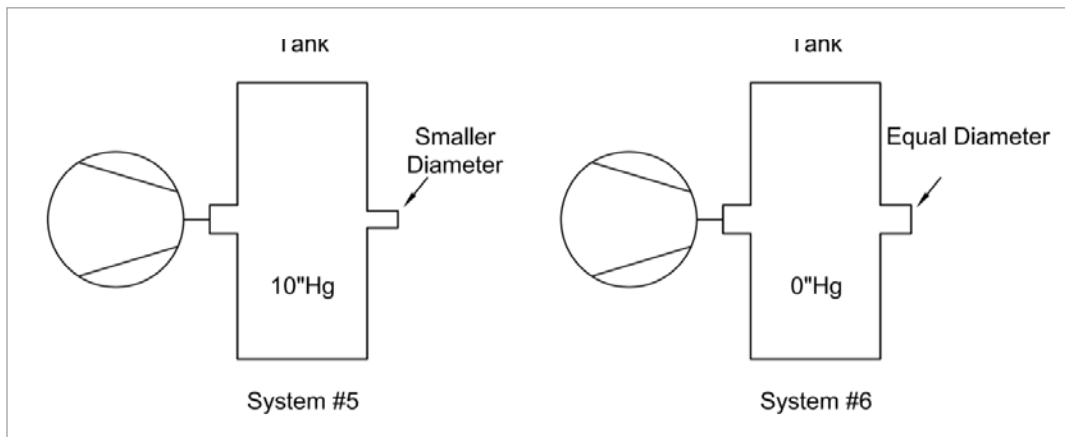 Tank
Tank
Smaller
Diameter
Equal Diameter
10"Hg
0"Hg
System #5
System #6